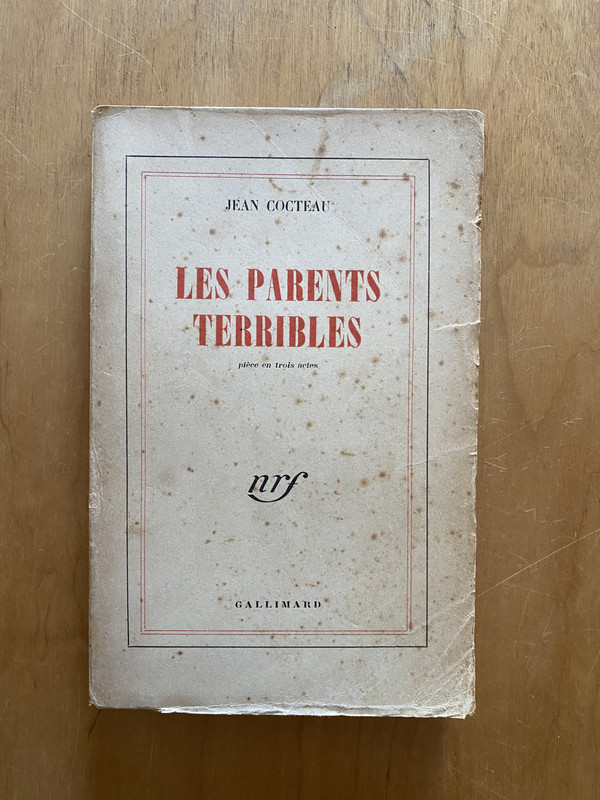 JEAN COCTEAU
LES PARENTS
TERRIBLES
pièce en trois actes
nrf
GALLIMARD